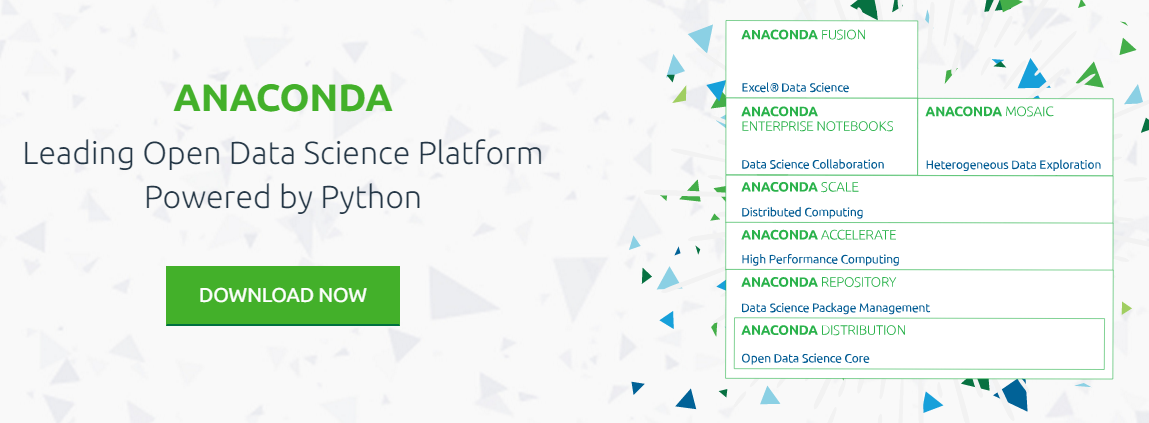 ANACONDA
Leading Open Data Science Platform
Powered by Python
DOWNLOAD NOW
ANACONDA FUSION
Excel® Data Science
ANACONDA
ENTERPRISE NOTEBOOKS
Data Science Collaboration
ANACONDA MOSAIC
Heterogeneous Data Exploration
ANACONDA SCALE
Distributed Computing
ANACONDA ACCELERATE
High Performance Computing
ANACONDA REPOSITORY
Data Science Package Management
ANACONDA DISTRIBUTION
Open Data Science Core